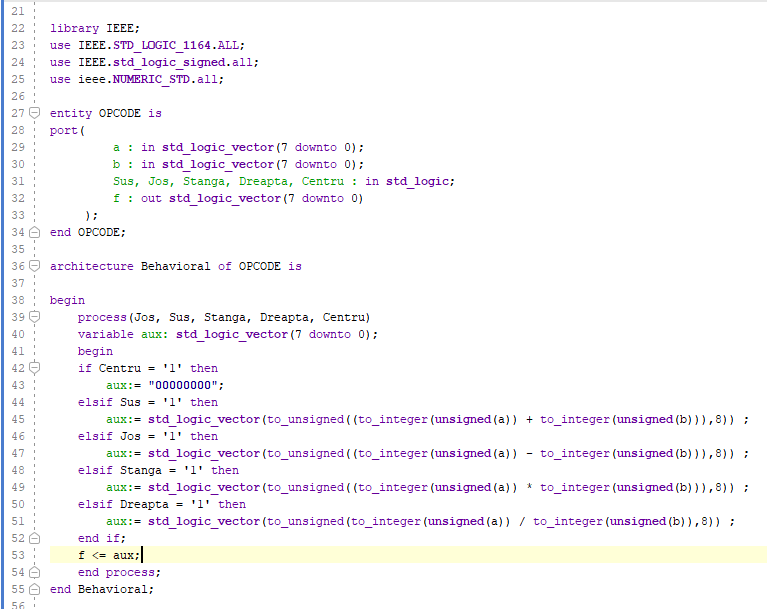 21
22 library IEEE;
23 use IEEE.STD_LOGIC_1164.ALL;
24 use IEEE.std_logic_signed.all;
25 use ieee.NUMERIC_STD.all;
26
27 entity OPCODE is
28 port(
29 a : in std_logic_vector(7 downto 0);
30 b : in std_logic_vector(7 downto 0);
31 Sus, Jos, Stanga, Dreapta, Centru : in std_logic;
32 f : out std_logic_vector(7 downto 0)
33 );
34 end OPCODE;
35
36 architecture Behavioral of OPCODE is
37
38 begin
39 process(Jos, Sus, Stanga, Dreapta, Centru)
40 variable aux: std_logic_vector(7 downto 0);
41 begin
42 if Centru = '1' then
43 aux:= "00000000";
44 elsif Sus = '1' then
45 aux:= std_logic_vector(to_unsigned((to_integer(unsigned(a)) + to_integer(unsigned(b))),8)) ;
46 elsif Jos = '1' then
47 aux:= std_logic_vector(to_unsigned((to_integer(unsigned(a)) - to_integer(unsigned(b))),8)) ;
48 elsif Stanga = '1' then
49 aux:= std_logic_vector(to_unsigned((to_integer(unsigned(a)) * to_integer(unsigned(b))),8)) ;
50 elsif Dreapta = '1' then
51 aux:= std_logic_vector(to_unsigned(to_integer(unsigned(a)) / to_integer(unsigned(b)),8)) ;
52 end if;
53 f <= aux;
54 end process;
55 end Behavioral;
56